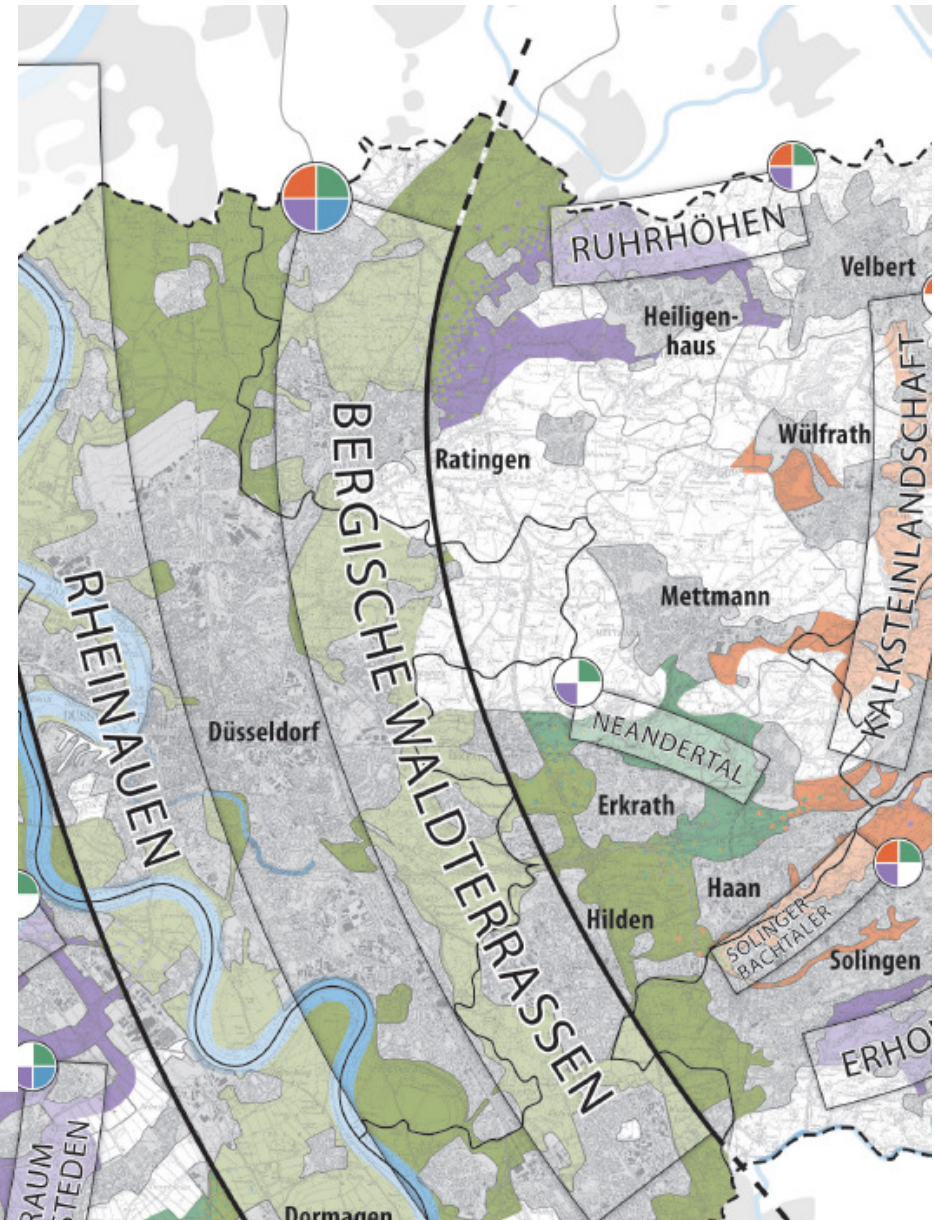 RUHRHÖHEN
Velbert
Heiligen-
haus
KALKSTEINLANDSCHAFT
BERGISCHE WALDTERRASSEN
Wülfrath
Ratingen
RHEINAUEN
Mettmann
NEANDERTAL
Düsseldorf
Erkrath
Haan
Hilden
SOLINGER
BACHTÄLER
Solingen
ERHO
RAUM
STEDEN
Dormagen